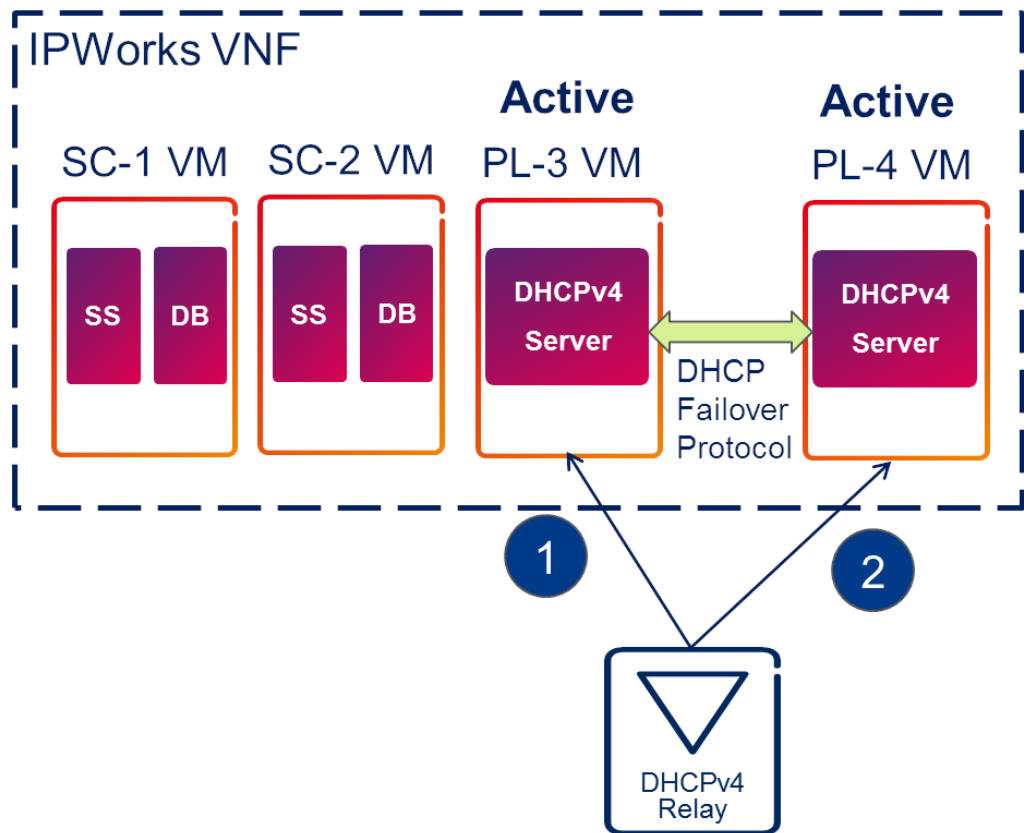 IPWorks VNF
Active
Active
SC-1 VM
SC-2 VM
PL-3 VM
PL-4 VM
SS
DB
SS
DB
DHCPv4
Server
DHCPv4
Server
DHCP
Failover
Protocol
1
2
DHCPv4
Relay